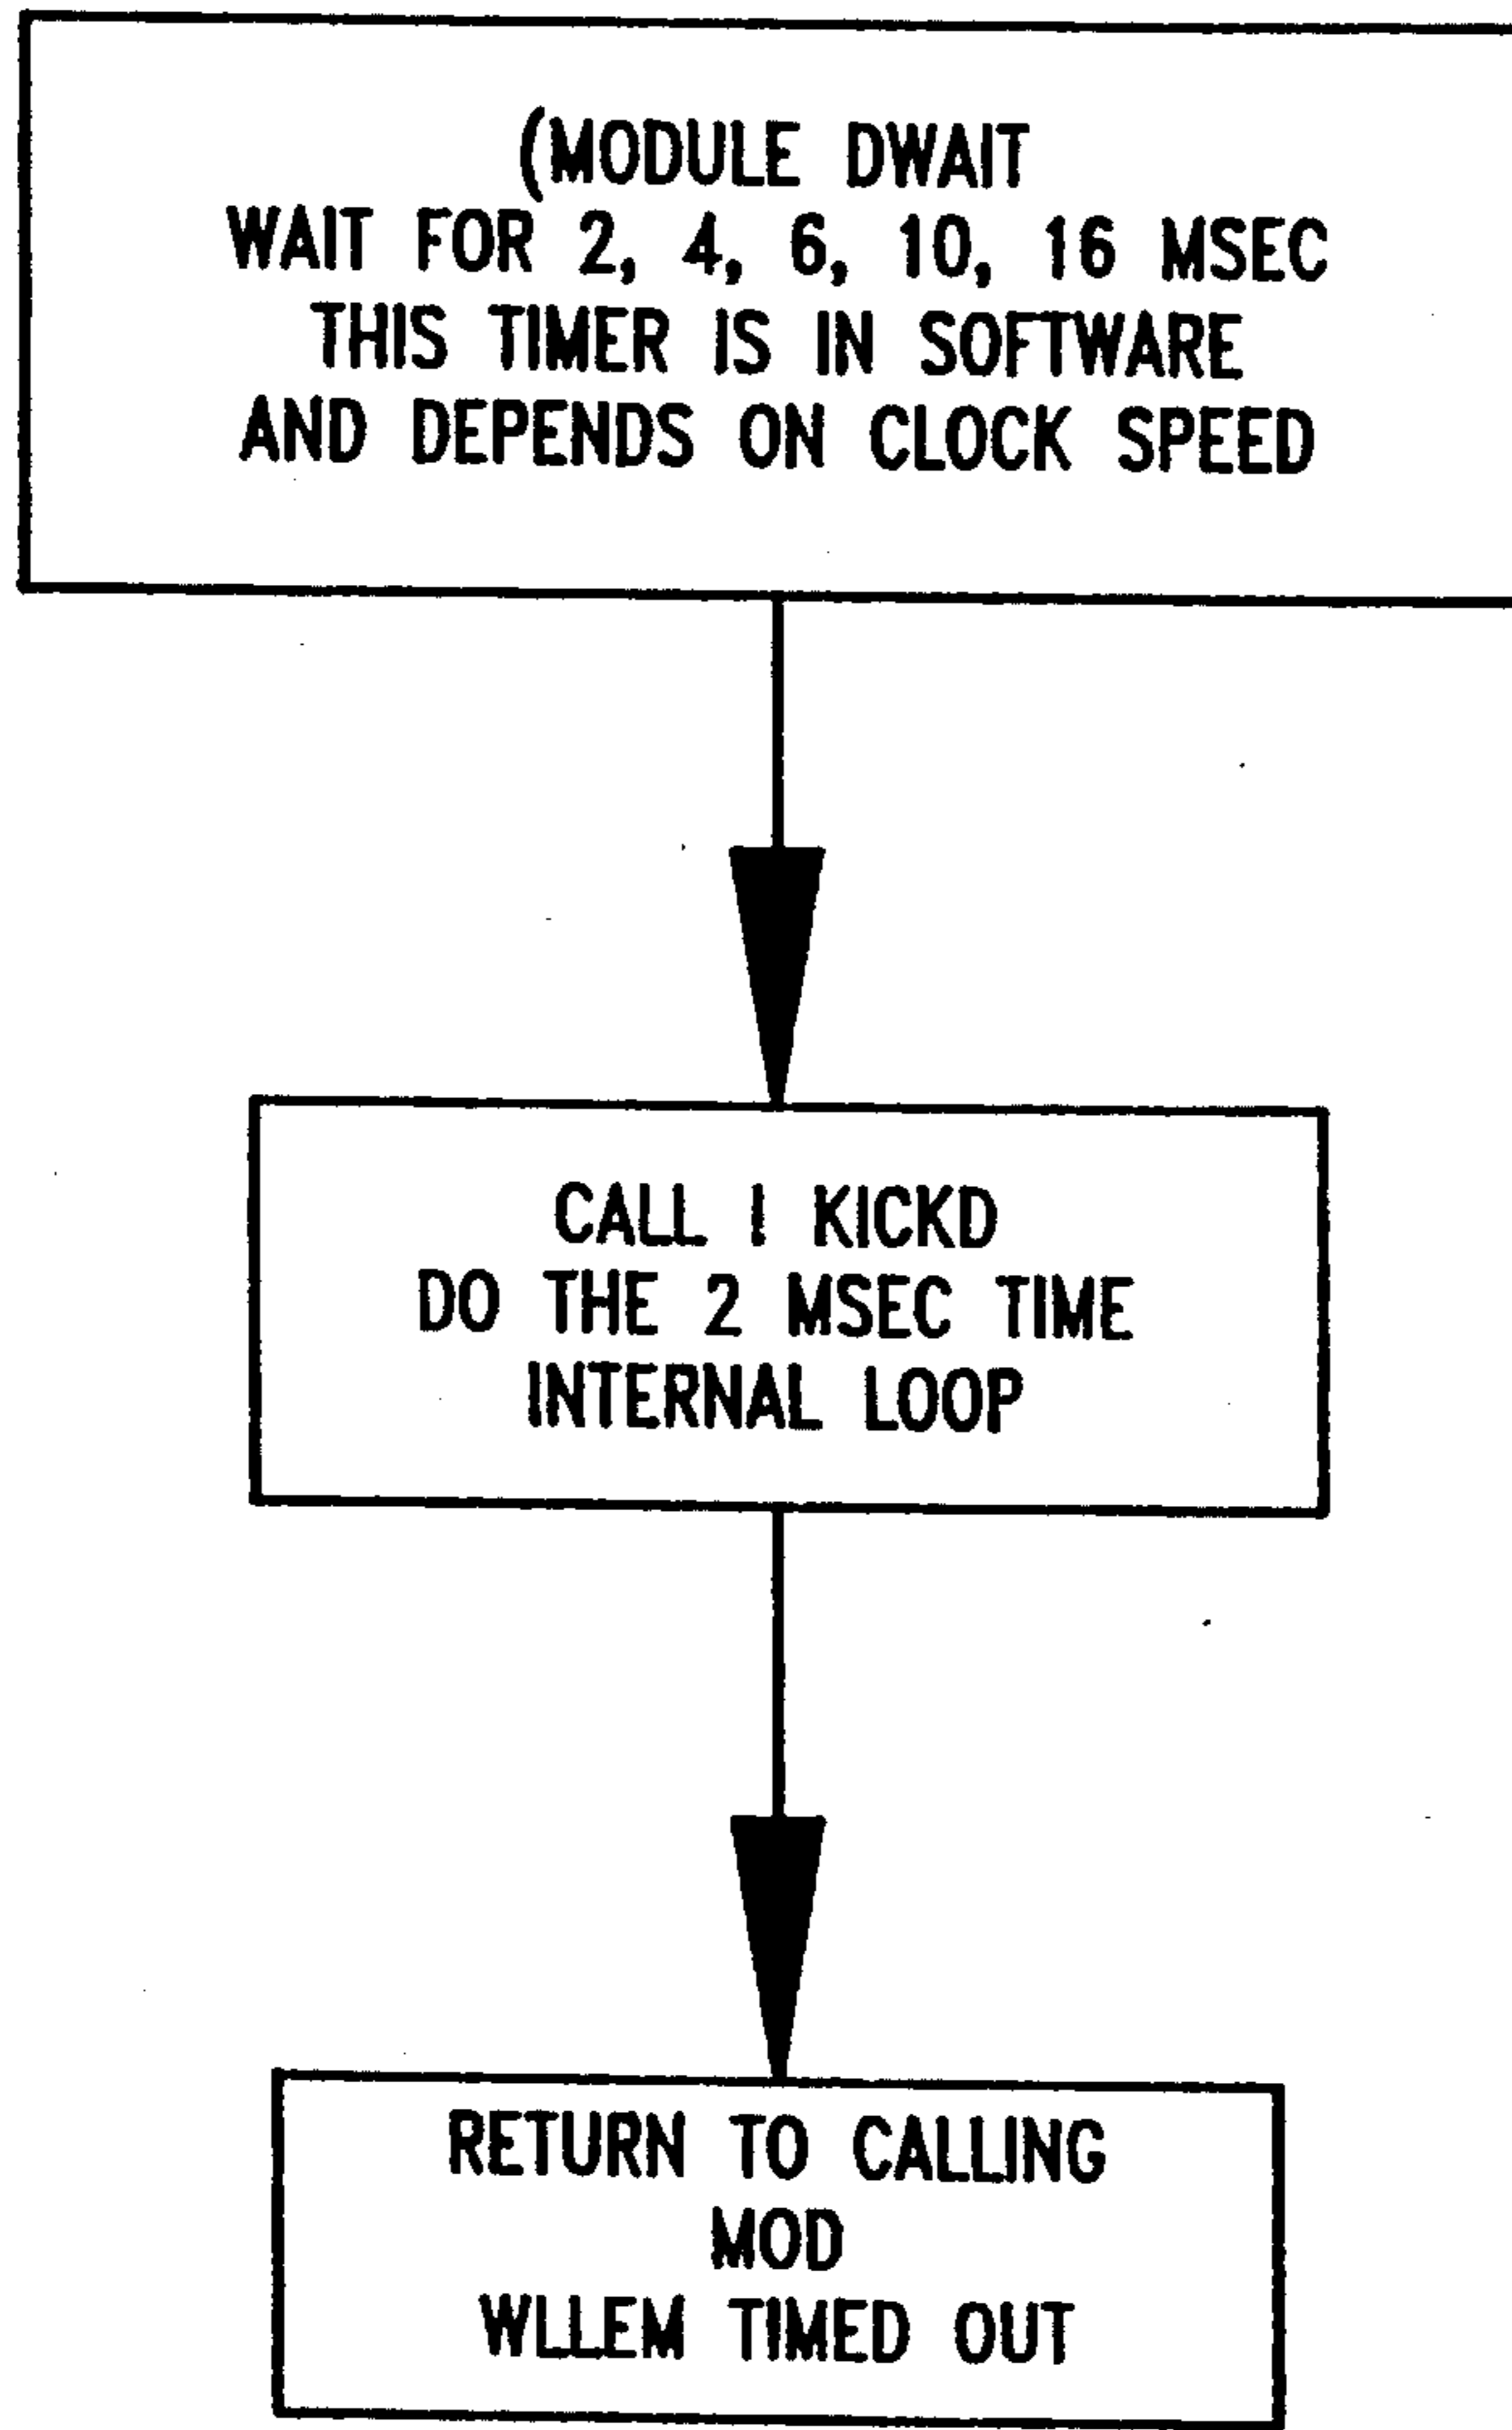 (MODULE DWAIT
WAIT FOR 2, 4, 6, 10, 16 MSEC
THIS TIMER IS IN SOFTWARE
AND DEPENDS ON CLOCK SPEED
CALL ! KICKD
DO THE 2 MSEC TIME
INTERNAL LOOP
RETURN TO CALLING
MOD
WLLEM TIMED OUT